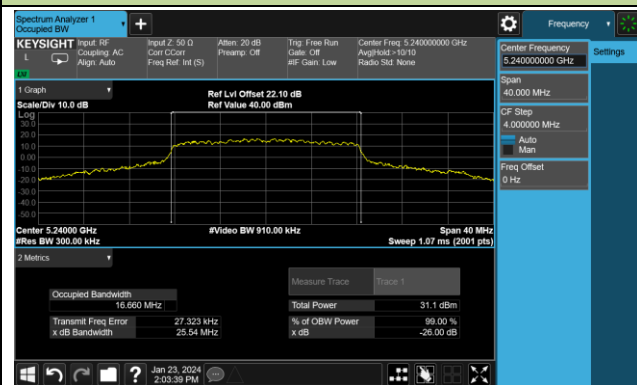 Spectrum Analyzer 1
Occupied BW
+
Frequency
KEYSIGHT
L
Input: RF
Coupling: AC
Align: Auto
Input Z: 50 Ω
Corr CCorr
Freq Ref: Int (S)
Atten: 20 dB
Preamp: Off
Trig: Free Run
Gate: Off
#IF Gain: Low
Center Freq: 5.240000000 GHz
Avg|Hold:>10/10
Radio Std: None
Center Frequency
5.240000000 GHz
Settings
Span
40.000 MHz
CF Step
4.000000 MHz
Auto
Man
Freq Offset
0 Hz
1 Graph
Scale/Div 10.0 dB
Ref Lvl Offset 22.10 dB
Ref Value 40.00 dBm
Log
30.0
20.0
10.0
0.00
-10.0
-20.0
-30.0
-40.0
-50.0
Center 5.24000 GHz
#Res BW 300.00 kHz
#Video BW 910.00 kHz
Span 40 MHz
Sweep 1.07 ms (2001 pts)
2 Metrics
Measure Trace
Trace 1
Occupied Bandwidth
16.660 MHz
Total Power
31.1 dBm
Transmit Freq Error
27.323 kHz
% of OBW Power
99.00 %
x dB Bandwidth
25.54 MHz
x dB
-26.00 dB
?
Jan 23, 2024
2:03:39 PM